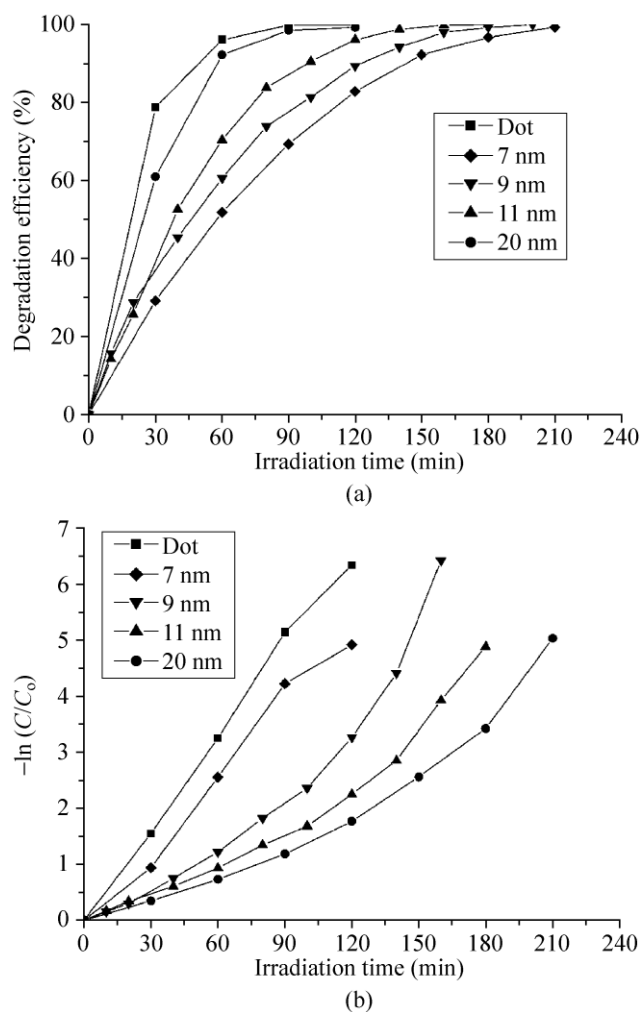 100
80
60
40
20
0
Degradation efficiency (%)
Dot
7 nm
9 nm
11 nm
20 nm
0 30 60 90 120 150 180 210 240
Irradiation time (min)
(a)
7
6
5
4
3
2
1
0
−ln (C/Co)
Dot
7 nm
9 nm
11 nm
20 nm
0 30 60 90 120 150 180 210 240
Irradiation time (min)
(b)